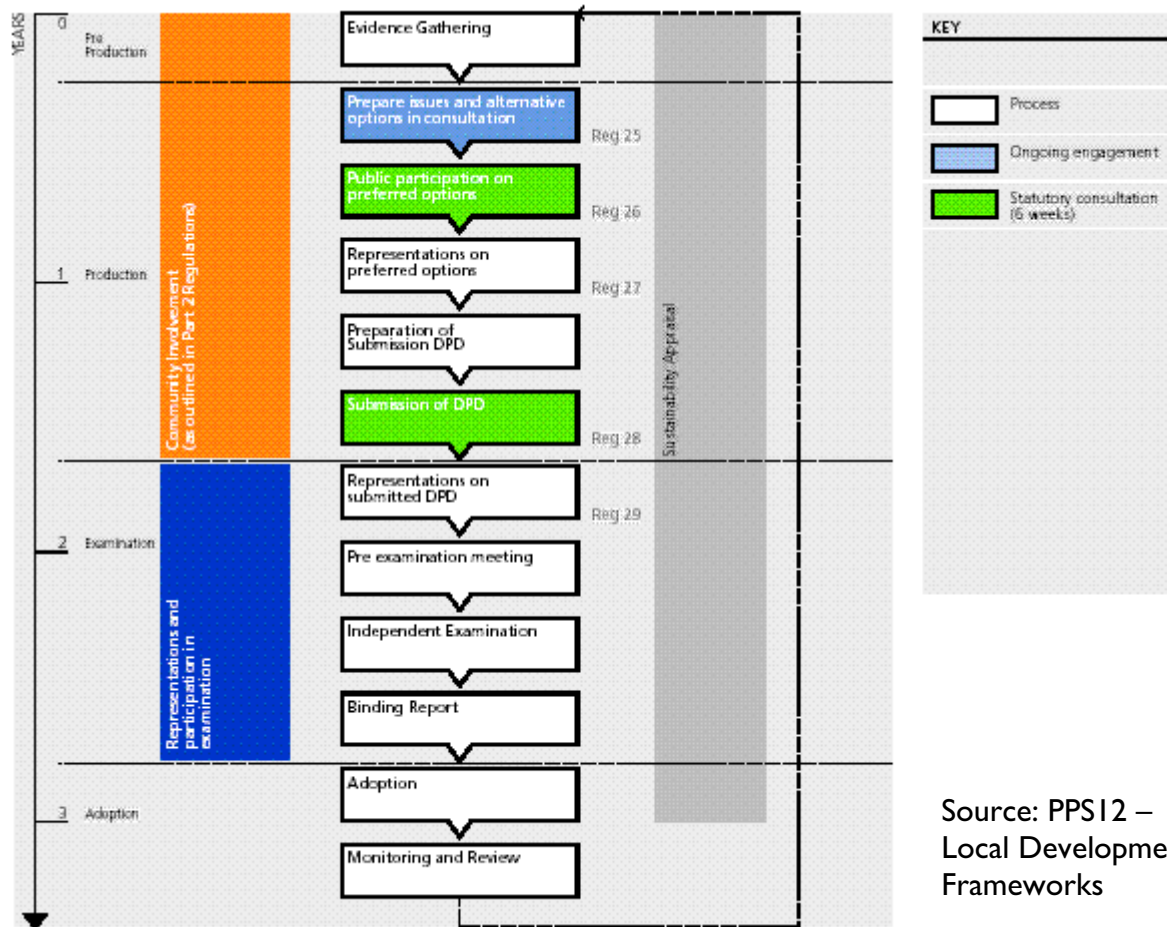 YEARS
0
Pre
Production
1
Production
2
Examination
3
Adoption
Community Involvement
(as outlined in Part 2 Regulations)
Representations and
participation in
examination
Evidence Gathering
Prepare issues and alternative
options in consultation
Reg 25
Public participation on
preferred options
Reg 26
Representations on
preferred options
Reg 27
Preparation of
Submission DPD
Submission of DPD
Reg 28
Representations on
submitted DPD
Reg 29
Pre examination meeting
Independent Examination
Binding Report
Adoption
Monitoring and Review
Sustainability Appraisal
KEY
Process
Ongoing engagement
Statutory consultation
(6 weeks)
Source: PPS12 –
Local Developme
Frameworks